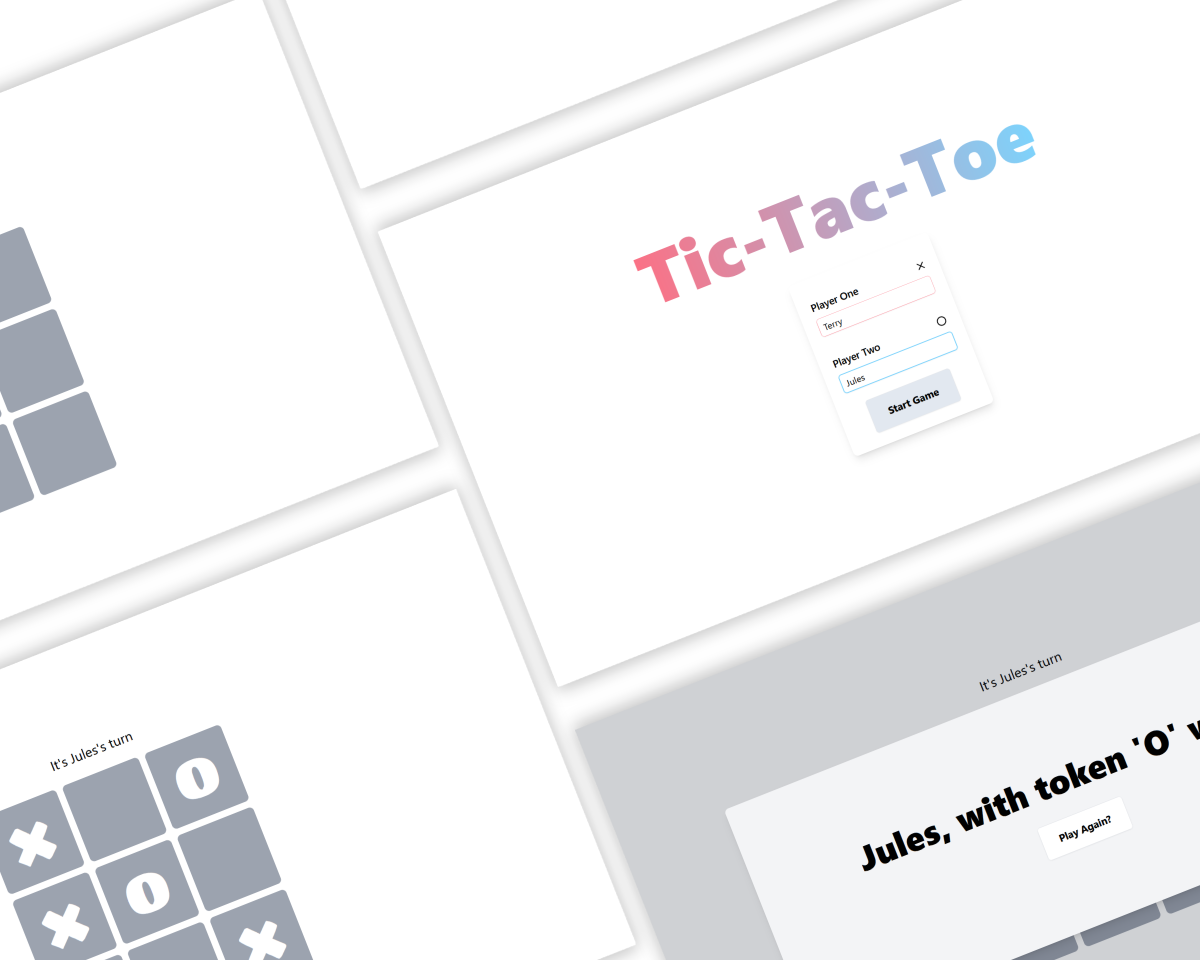 Tic-Tac-Toe
Player One
Terry
Player Two
Jules
Start Game
It's Jules's turn
O
X
X
O
X
It's Jules's turn
Jules, with token 'O'
Play Again?